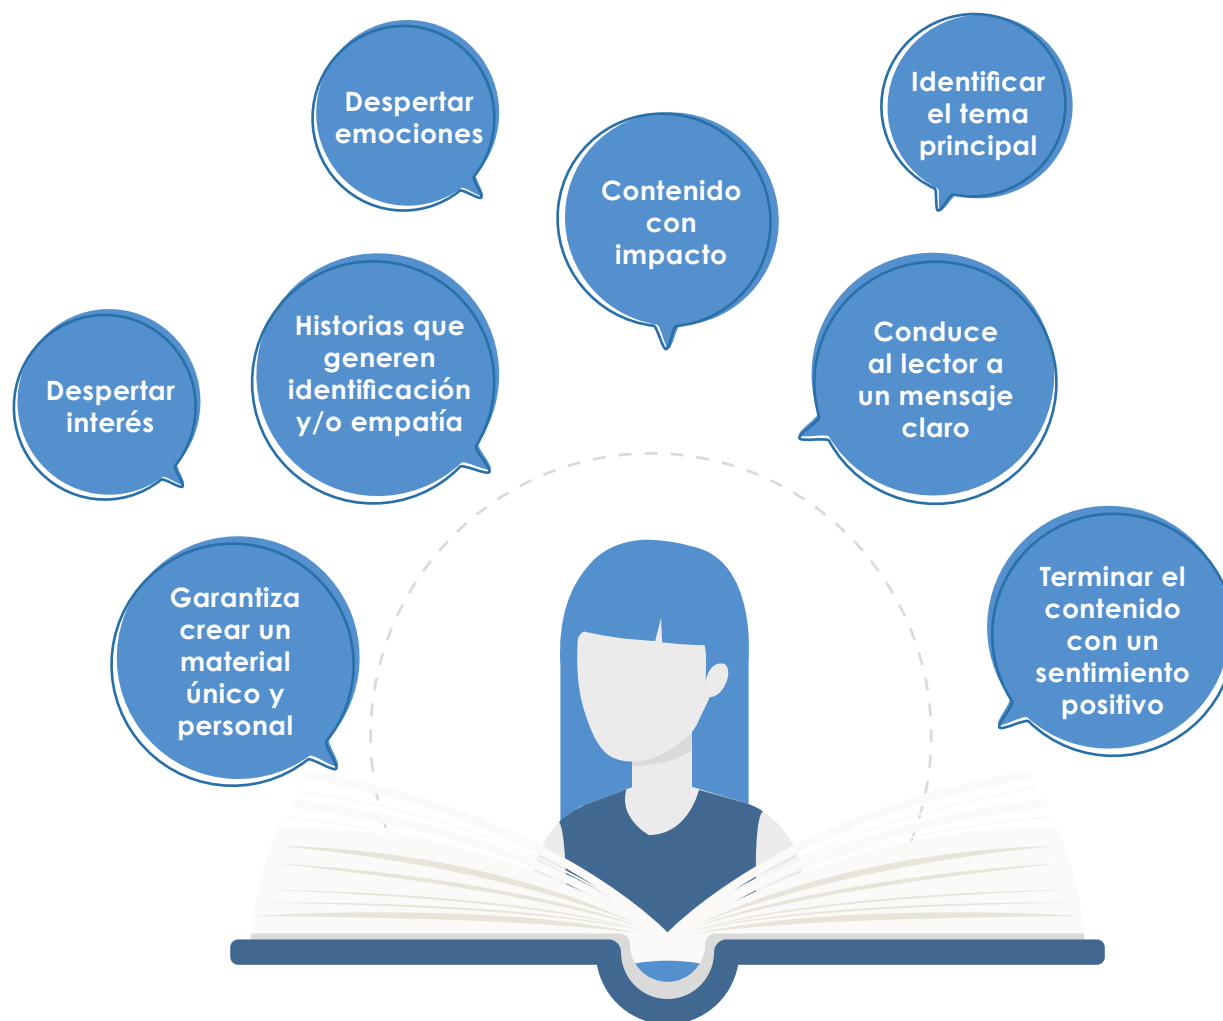 Despertar
emociones
Identificar
el tema
principal
Contenido
con
impacto
Historias que
generen
identificación
y/o empatía
Conduce
al lector a
un mensaje
claro
Despertar
interés
Garantiza
crear un
material
único y
personal
Terminar el
contenido
con un
sentimiento
positivo